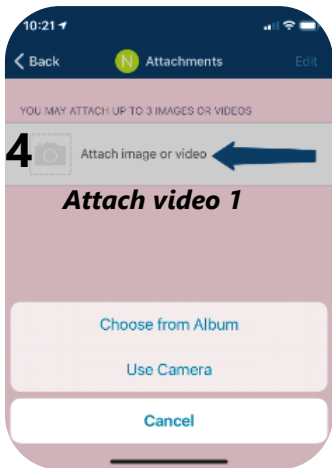 10:21
Back
N
Attachments
Edit
YOU MAY ATTACH UP TO 3 IMAGES OR VIDEOS
4
Attach image or video
Attach video 1
Choose from Album
Use Camera
Cancel